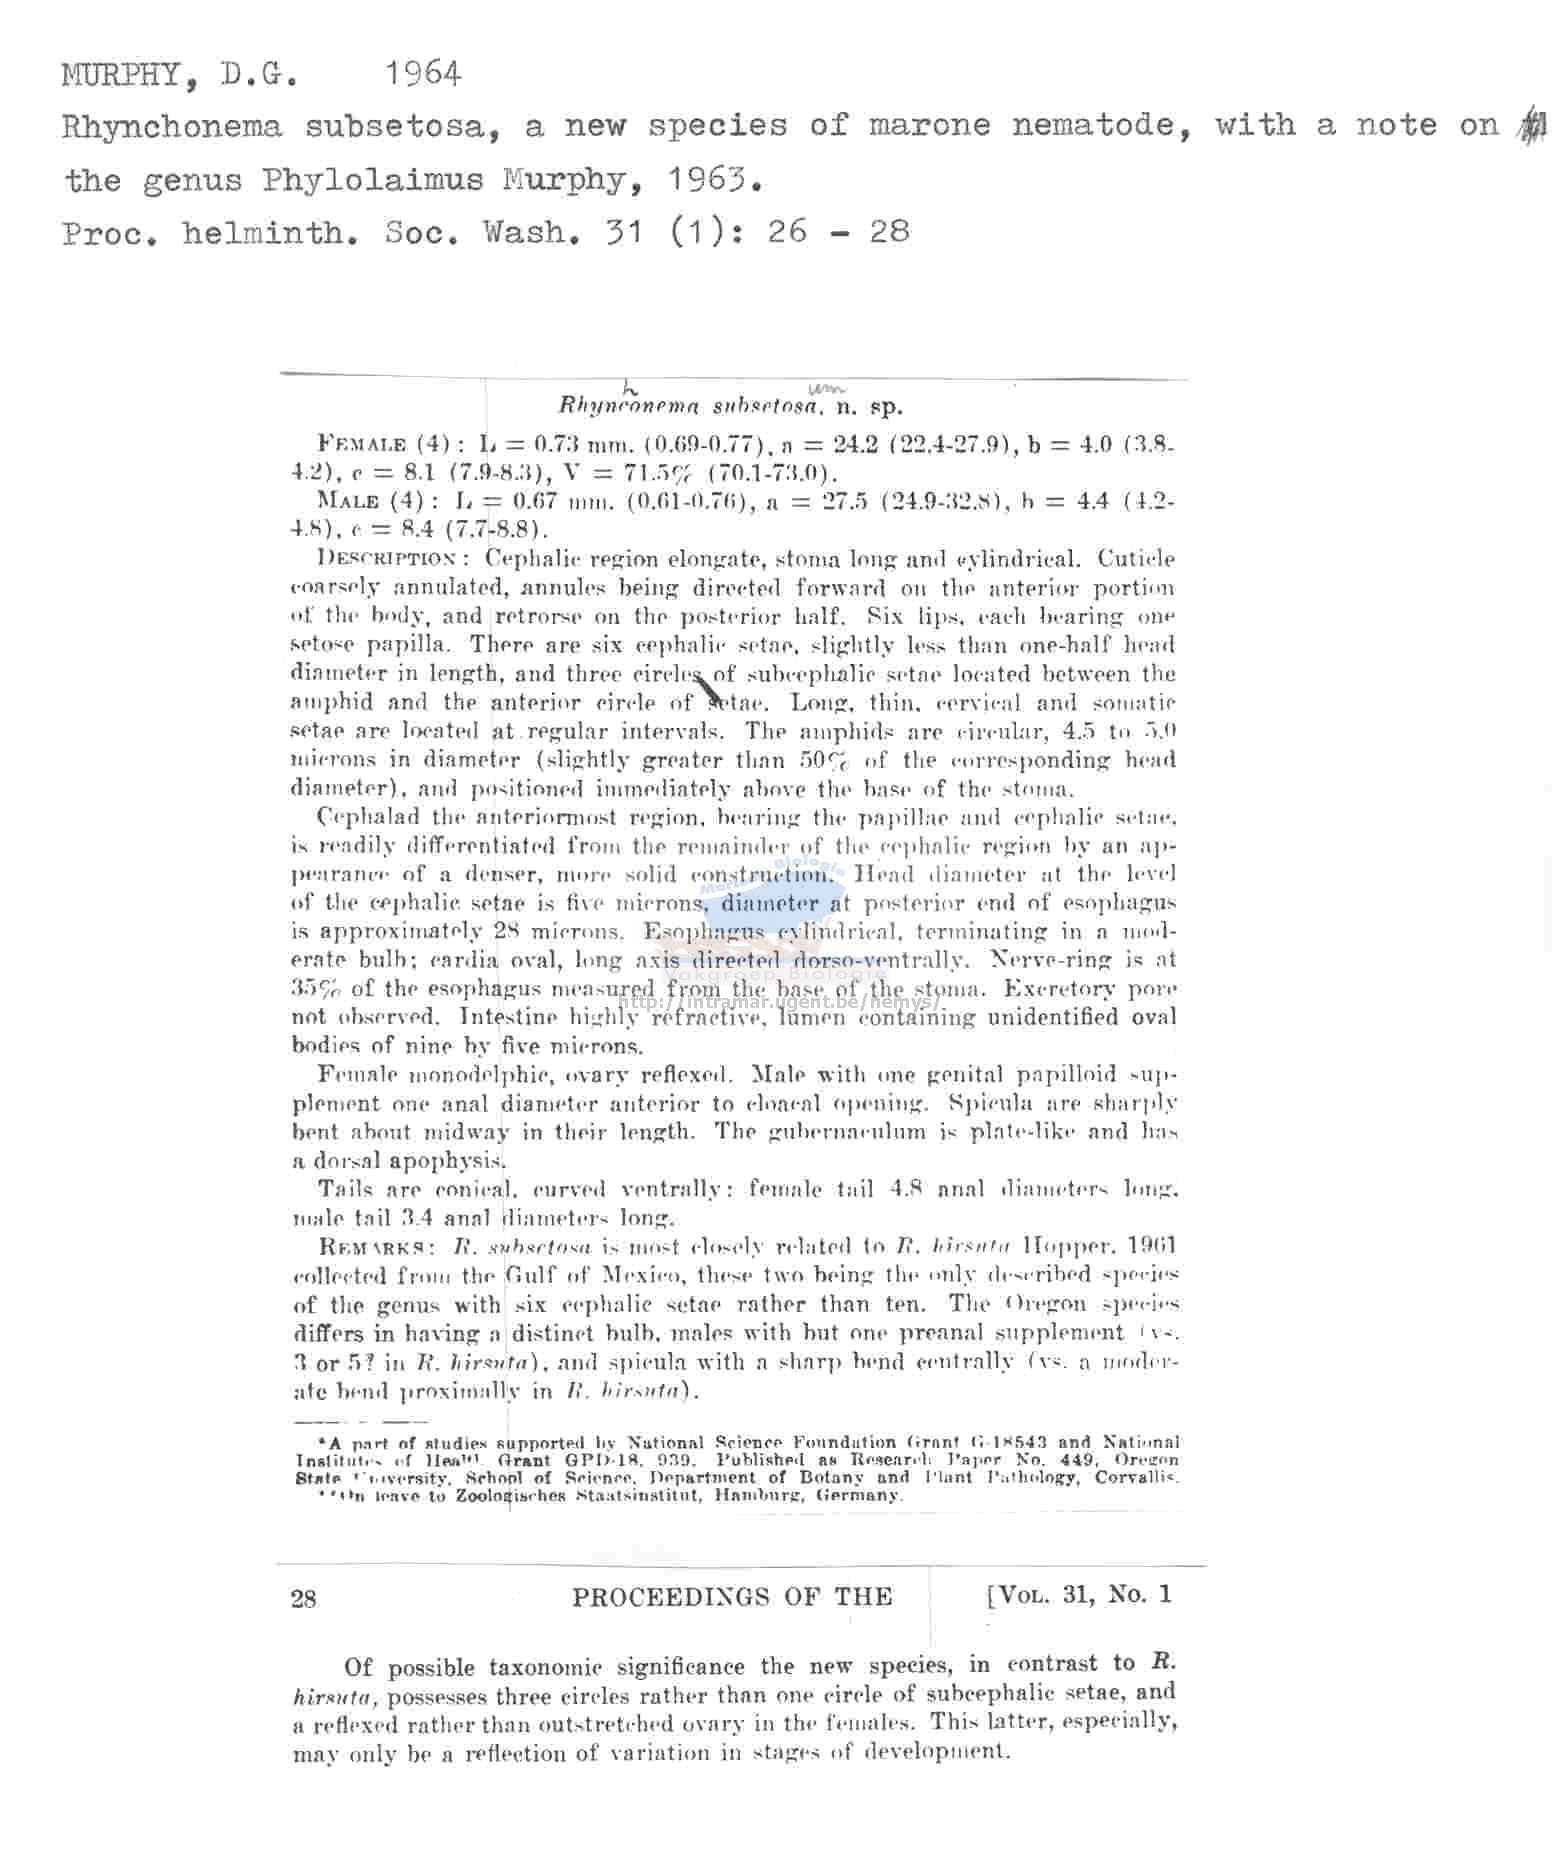 MURPHY, D.G. 1964
Rhynchonema subsetosa, a new species of marone nematode, with a note on
the genus Phylolaimus Murphy, 1963.
Proc. helminth. Soc. Wash. 31 (1): 26 - 28
h um
Rhynconema subsetosa, n. sp.
FEMALE (4): L = 0.73 mm. (0.69-0.77), a = 24.2 (22.4-27.9), b = 4.0 (3.8-
4.2), c = 8.1 (7.9-8.3), V = 71.5% (70.1-73.0).
MALE (4): L = 0.67 mm. (0.61-0.76), a = 27.5 (24.9-32.8), b = 4.4 (4.2-
4.8), c = 8.4 (7.7-8.8).
DESCRIPTION: Cephalic region elongate, stoma long and cylindrical. Cuticle
coarsely annulated, annules being directed forward on the anterior portion
of the body, and retrorse on the posterior half. Six lips, each bearing one
setose papilla. There are six cephalic setae, slightly less than one-half head
diameter in length, and three circles of subcephalic setae located between the
amphid and the anterior circle of setae. Long, thin, cervical and somatic
setae are located at regular intervals. The amphids are circular, 4.5 to 5.0
microns in diameter (slightly greater than 50% of the corresponding head
diameter), and positioned immediately above the base of the stoma.
Cephalad the anteriormost region, bearing the papillae and cephalic setae,
is readily differentiated from the remainder of the cephalic region by an ap-
pearance of a denser, more solid construction. Head diameter at the level
of the cephalic setae is five microns, diameter at posterior end of esophagus
is approximately 28 microns. Esophagus cylindrical, terminating in a mod-
erate bulb; cardia oval, long axis directed dorso-ventrally. Nerve-ring is at
35% of the esophagus measured from the base of the stoma. Excretory pore
not observed. Intestine highly refractive, lumen containing unidentified oval
bodies of nine by five microns.
Female monodelphic, ovary reflexed. Male with one genital papilloid sup-
plement one anal diameter anterior to cloacal opening. Spicula are sharply
bent about midway in their length. The gubernaculum is plate-like and has
a dorsal apophysis.
Tails are conical, curved ventrally: female tail 4.8 anal diameters long,
male tail 3.4 anal diameters long.
REMARKS: R. subsetosa is most closely related to R. hirsuta Hopper, 1961
collected from the Gulf of Mexico, these two being the only described species
of the genus with six cephalic setae rather than ten. The Oregon species
differs in having a distinct bulb, males with but one preanal supplement (vs.
3 or 5? in R. hirsuta), and spicula with a sharp bend centrally (vs. a moder-
ate bend proximally in R. hirsuta).
*A part of studies supported by National Science Foundation Grant G-18543 and National
Institutes of Health Grant GPD-18, 939. Published as Research Paper No. 449, Oregon
State University, School of Science, Department of Botany and Plant Pathology, Corvallis.
**On leave to Zoologisches Staatsinstitut, Hamburg, Germany.
Marine Biologie
Vakgroep Biologie
http://intramar.ugent.be/nemys/
28 PROCEEDINGS OF THE [VOL. 31, No. 1
Of possible taxonomic significance the new species, in contrast to R.
hirsuta, possesses three circles rather than one circle of subcephalic setae, and
a reflexed rather than outstretched ovary in the females. This latter, especially,
may only be a reflection of variation in stages of development.